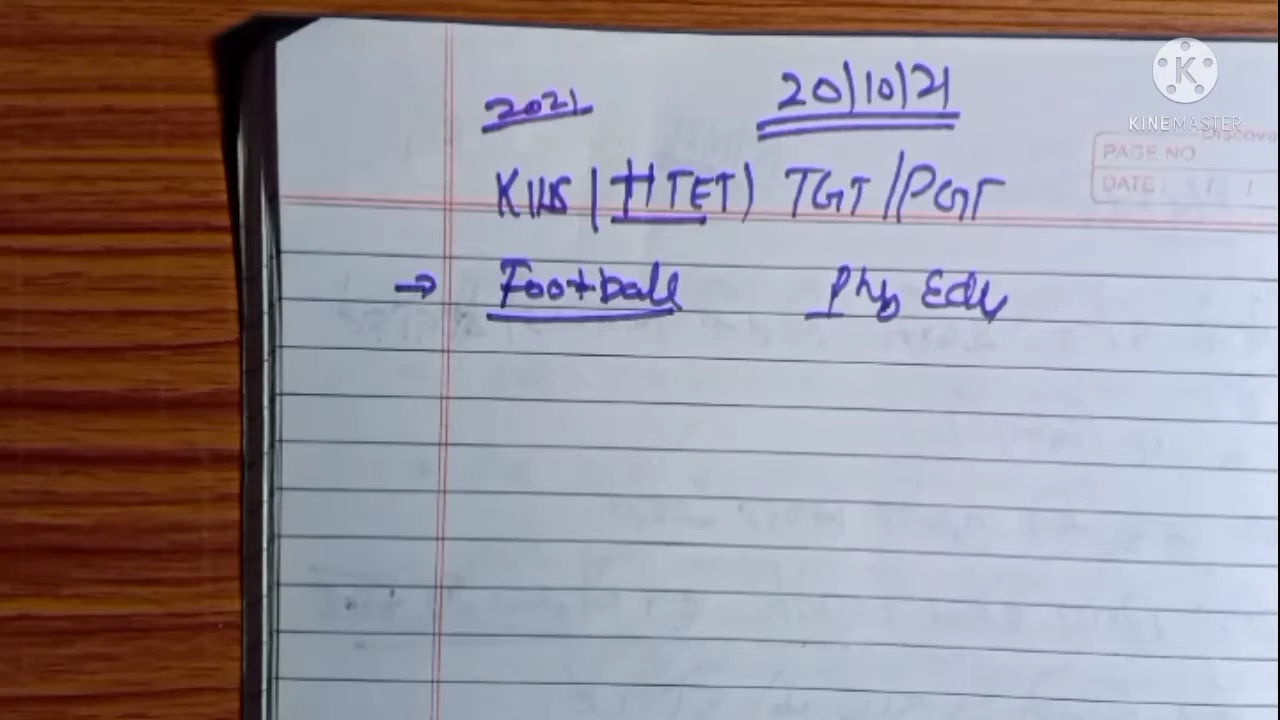 2021 20/10/21
KVS (HTET) TGT/PGT
→ Football Phy Edu
KINEMASTER
PAGE NO
DATE: / /